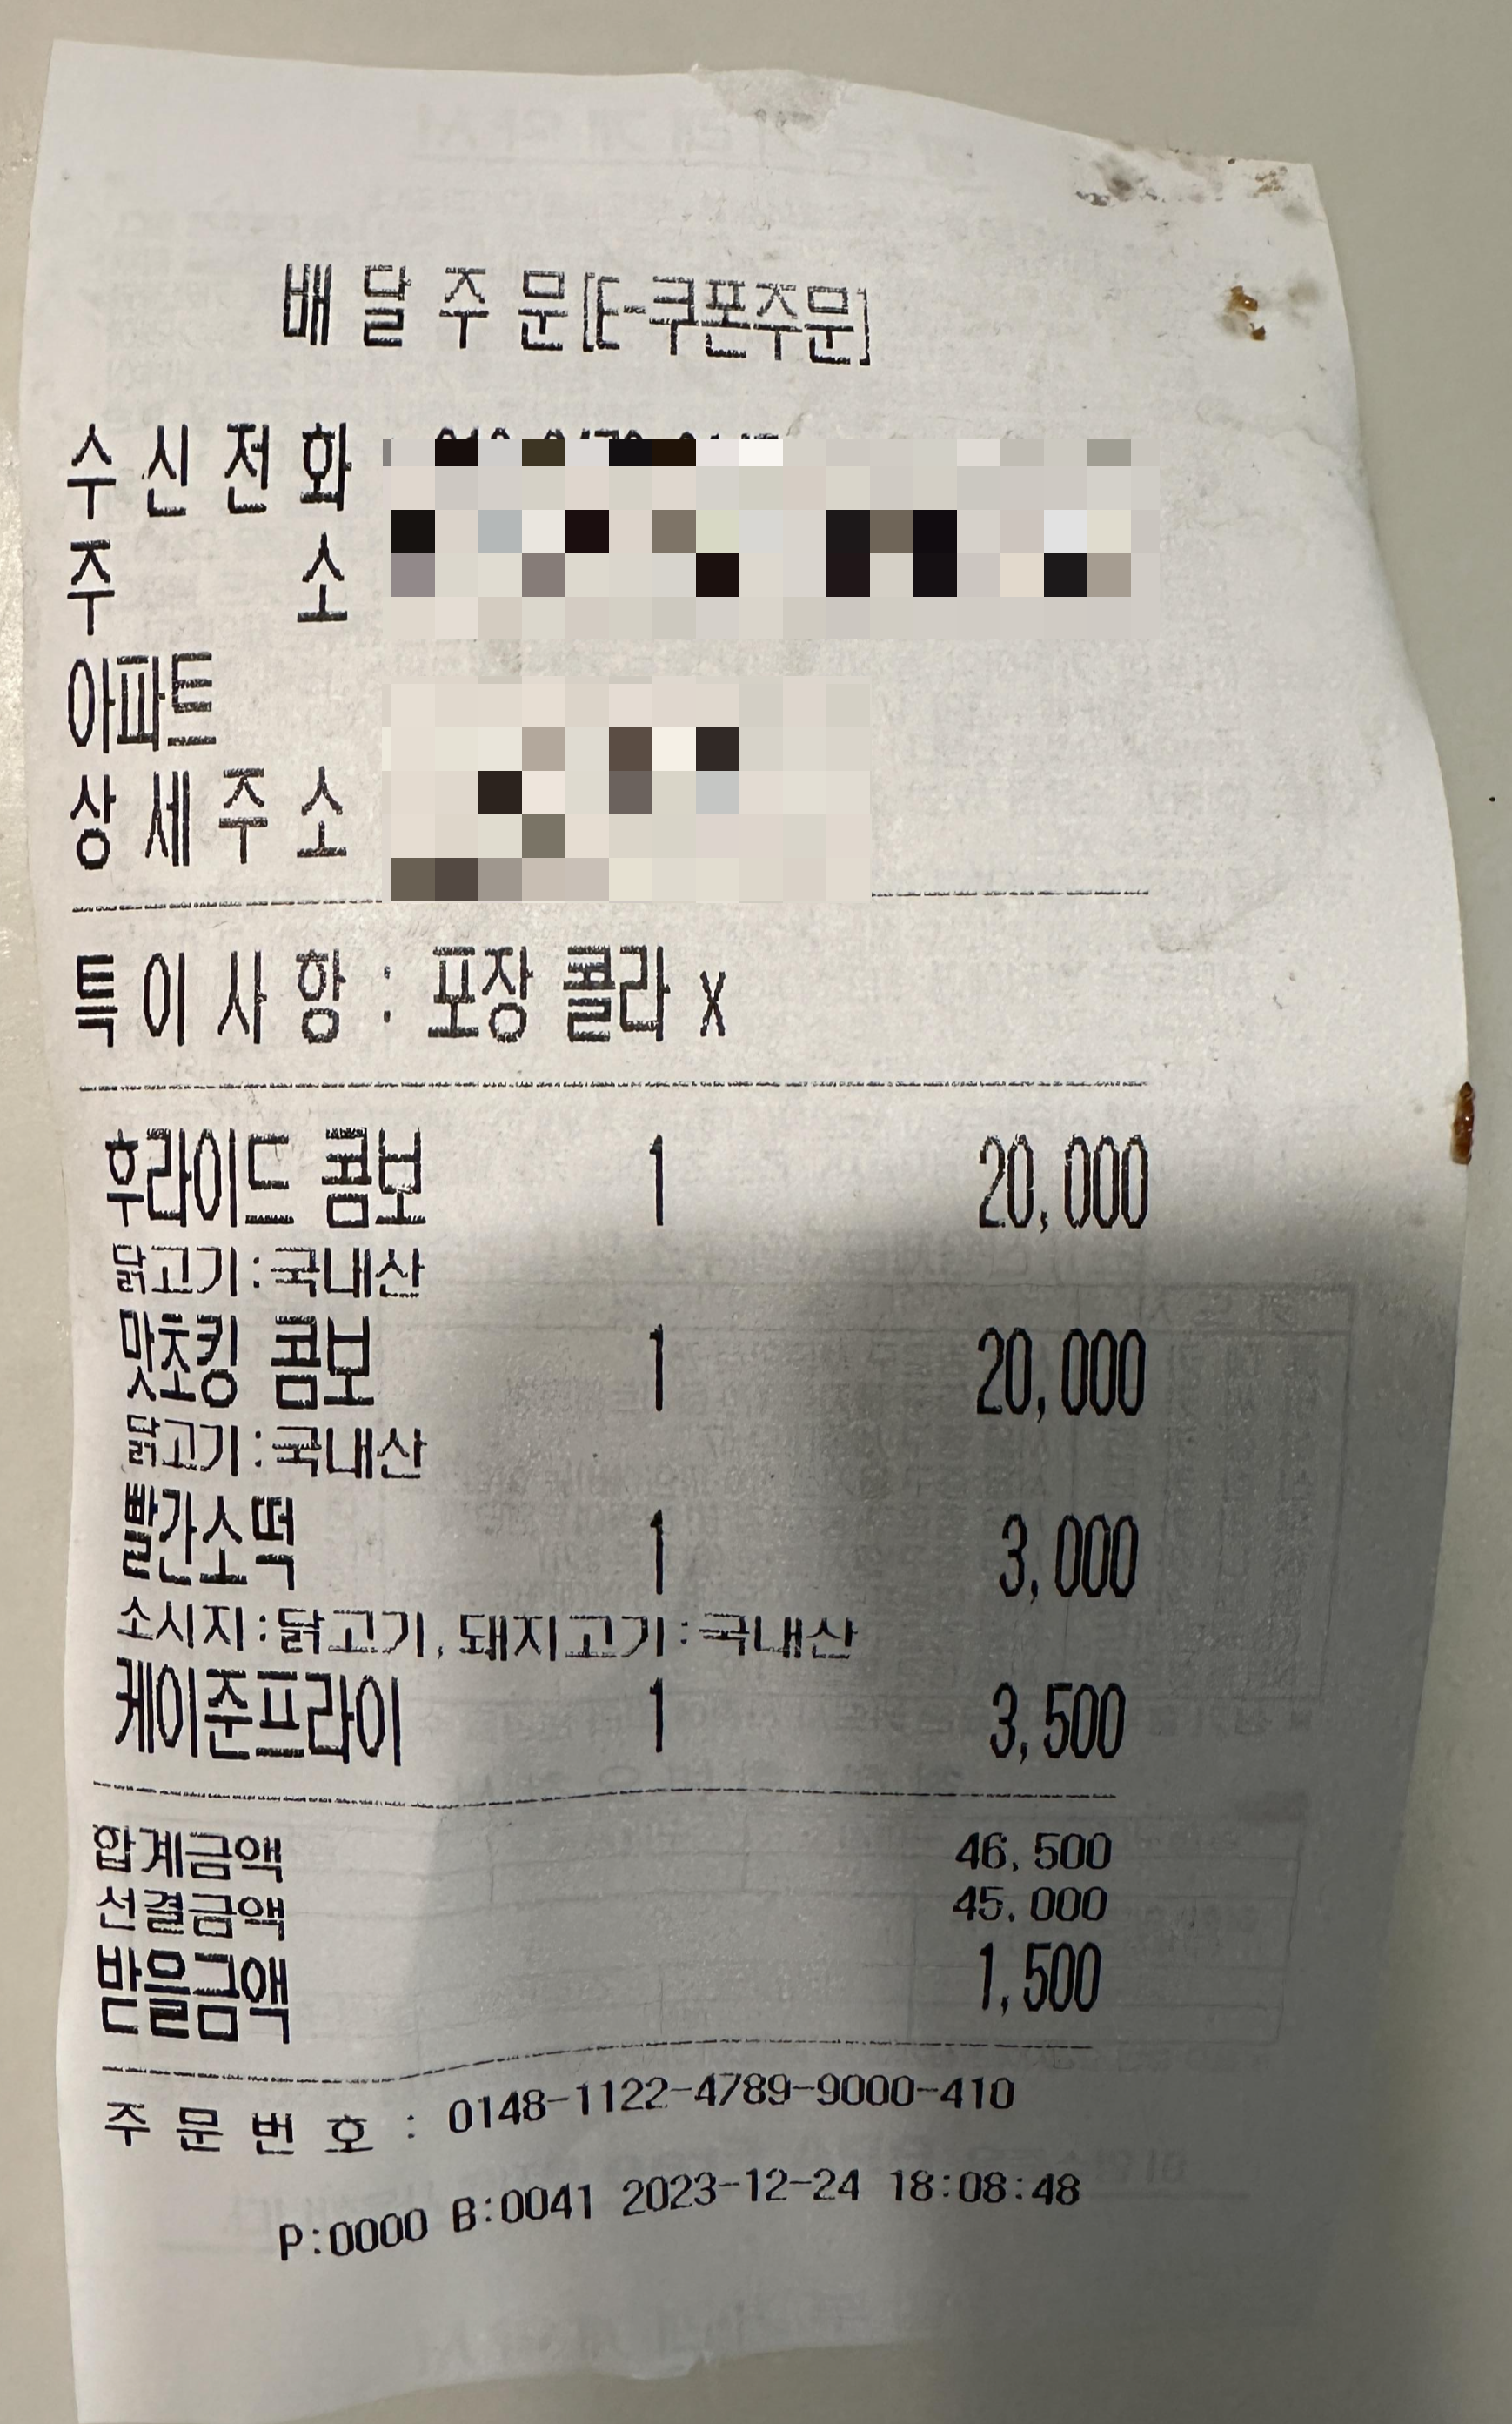 배 달 주 문[E-쿠폰주문]
수 신 전 화
주 소
아파트
상 세 주 소
특 이 사 항 : 포장 콜라 x
후라이드 콤보 1 20,000
닭고기:국내산
맛초킹 콤보 1 20,000
닭고기:국내산
빨간소떡 1 3,000
소시지:닭고기,돼지고기:국내산
케이준프라이 1 3,500
합계금액 46,500
선결금액 45,000
받을금액 1,500
주 문 번 호 : 0148-1122-4789-9000-410
P:0000 B:0041 2023-12-24 18:08:48